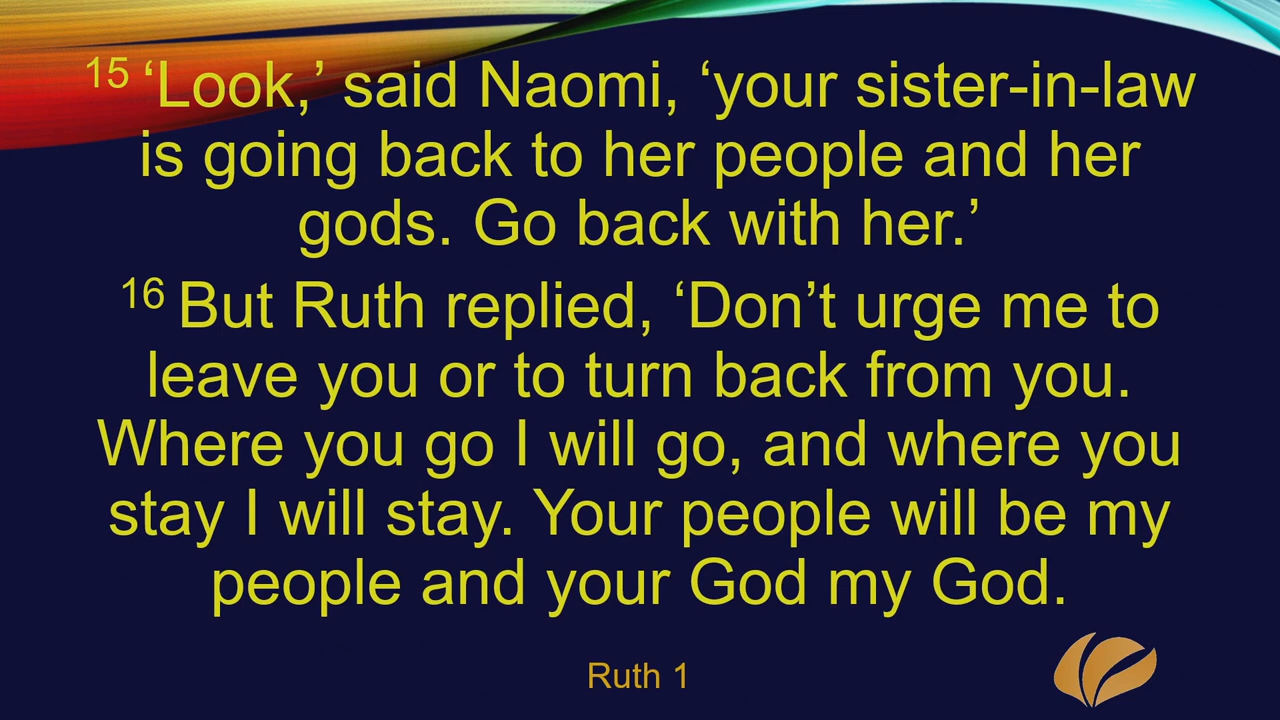 15 ‘Look,’ said Naomi, ‘your sister-in-law
is going back to her people and her
gods. Go back with her.’
16 But Ruth replied, ‘Don’t urge me to
leave you or to turn back from you.
Where you go I will go, and where you
stay I will stay. Your people will be my
people and your God my God.
Ruth 1